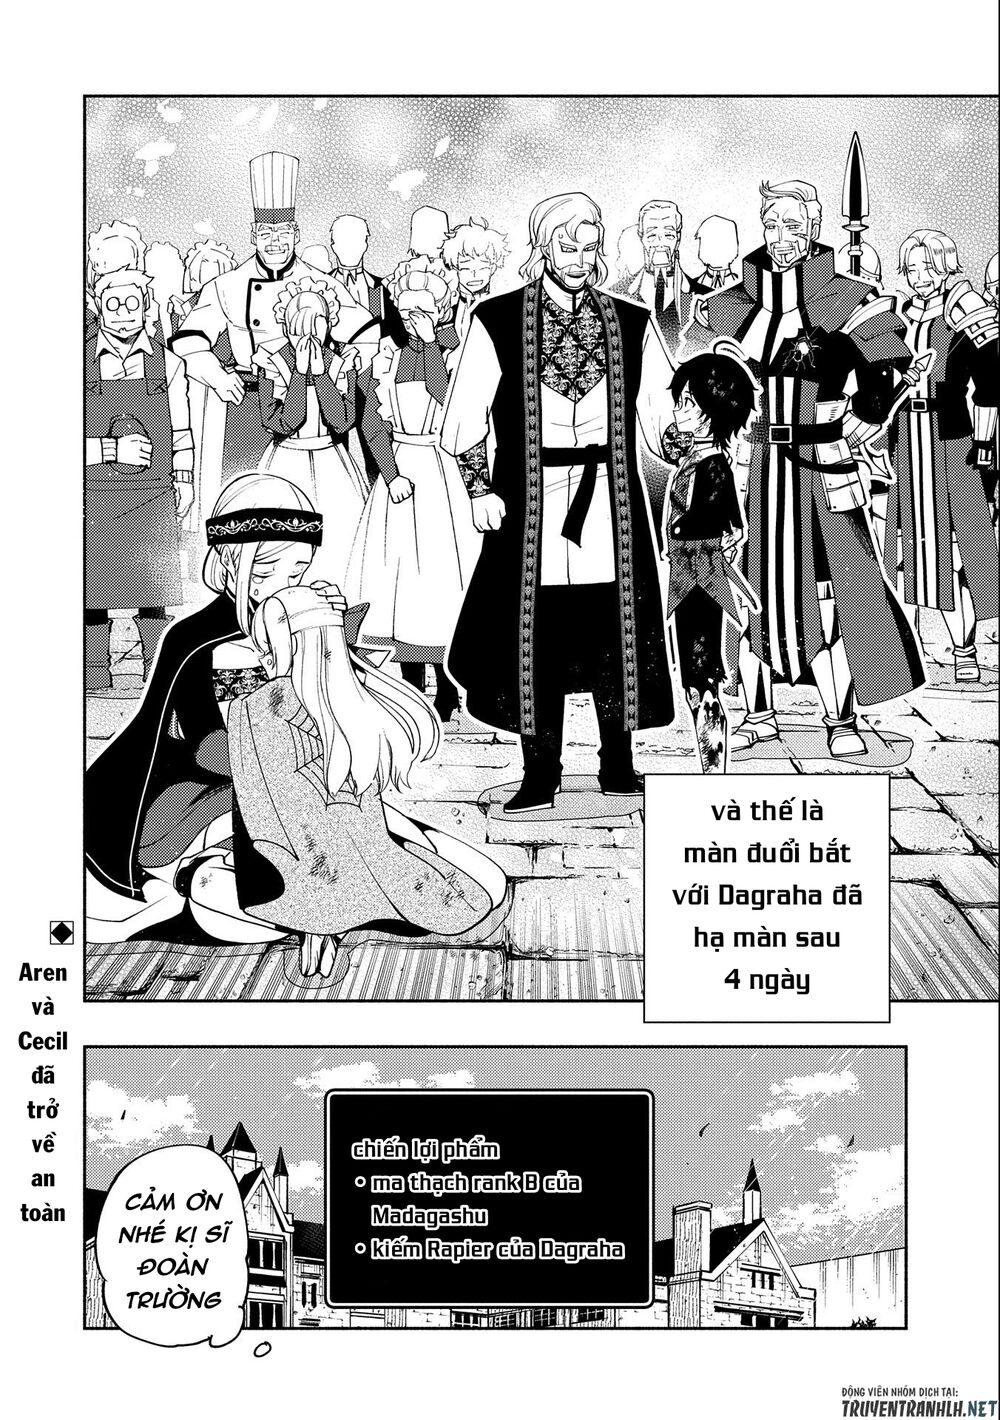 và thế là
màn đuổi bắt
với Dagraha đã
hạ màn sau
4 ngày
Aren
và
Cecil
đã
trở
về
an
toàn
chiến lợi phẩm
• ma thạch rank B của
Madagashu
• kiếm Rapier của Dagraha
CẢM ƠN
NHÉ KỊ SĨ
ĐOÀN
TRƯỜNG
ĐỘNG VIÊN NHÓM DỊCH TẠI:
TRUYENTRANHLH.NET